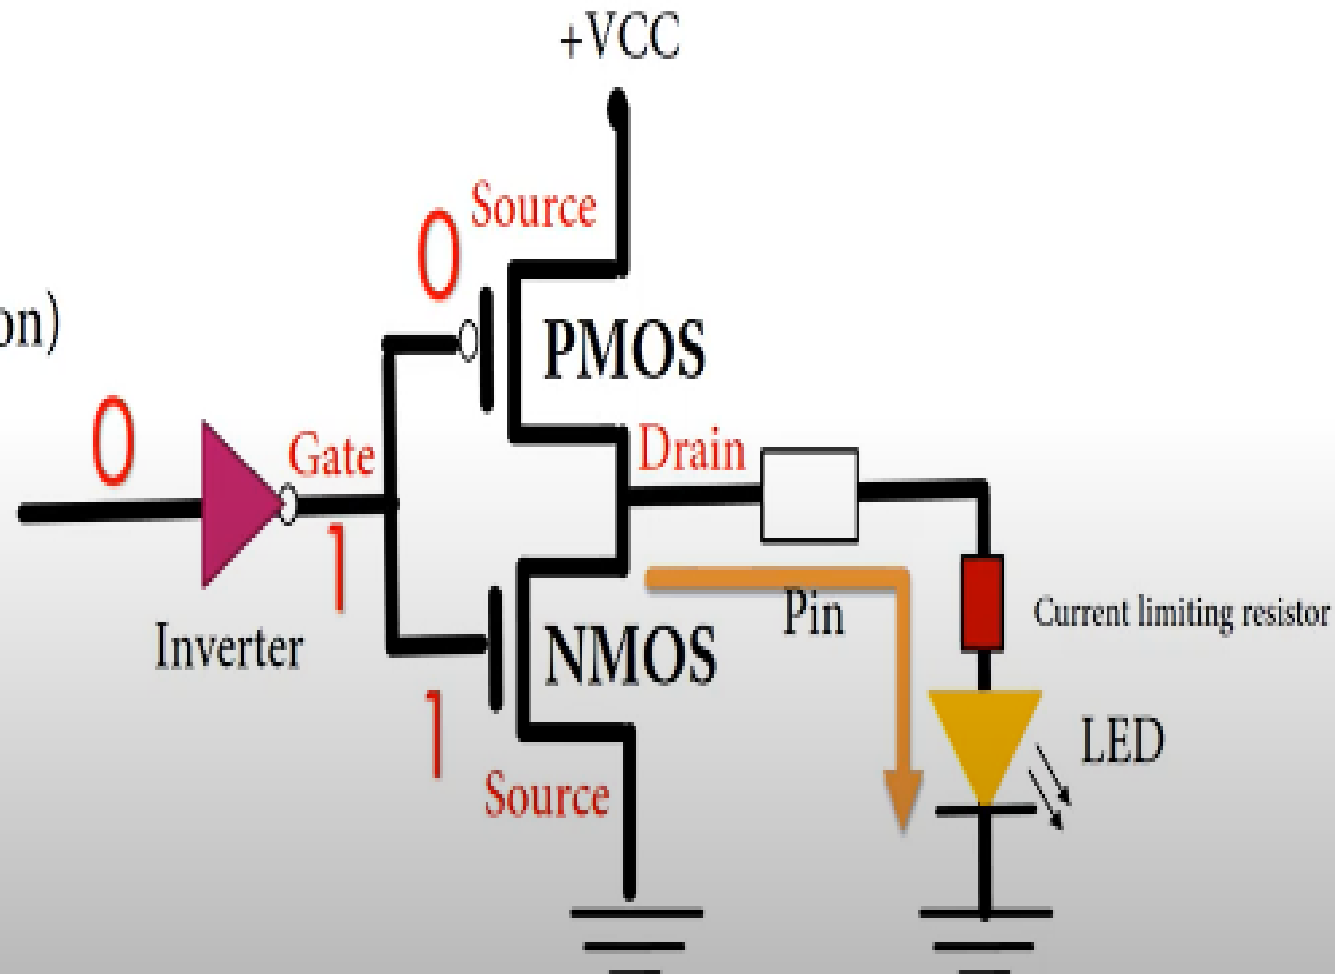 +VCC
Source
0
on)
PMOS
0
Gate
Drain
1
Inverter
Pin
Current limiting resistor
NMOS
1
LED
Source